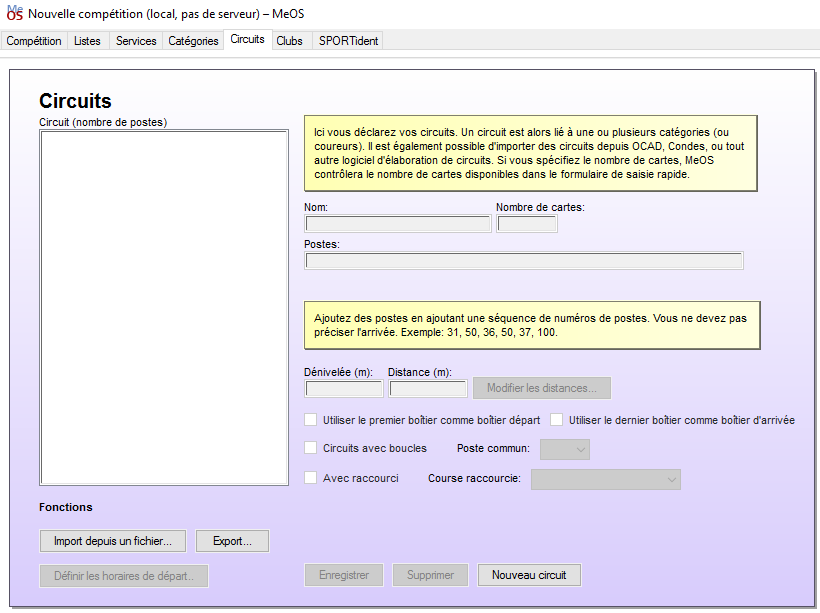 MeOS Nouvelle compétition (local, pas de serveur) – MeOS
Compétition Listes Services Catégories Circuits Clubs SPORTident
Circuits
Circuit (nombre de postes)
Ici vous déclarez vos circuits. Un circuit est alors lié à une ou plusieurs catégories (ou
coureurs). Il est également possible d'importer des circuits depuis OCAD, Condes, ou tout
autre logiciel d'élaboration de circuits. Si vous spécifiez le nombre de cartes, MeOS
contrôlera le nombre de cartes disponibles dans le formulaire de saisie rapide.
Nom: Nombre de cartes:
Postes:
Ajoutez des postes en ajoutant une séquence de numéros de postes. Vous ne devez pas
préciser l'arrivée. Exemple: 31, 50, 36, 50, 37, 100.
Dénivelée (m): Distance (m):
Modifier les distances...
Utiliser le premier boîtier comme boîtier départ Utiliser le dernier boîtier comme boîtier d'arrivée
Circuits avec boucles Poste commun:
Avec raccourci Course raccourcie:
Fonctions
Import depuis un fichier... Export...
Définir les horaires de départ.. Enregistrer Supprimer Nouveau circuit